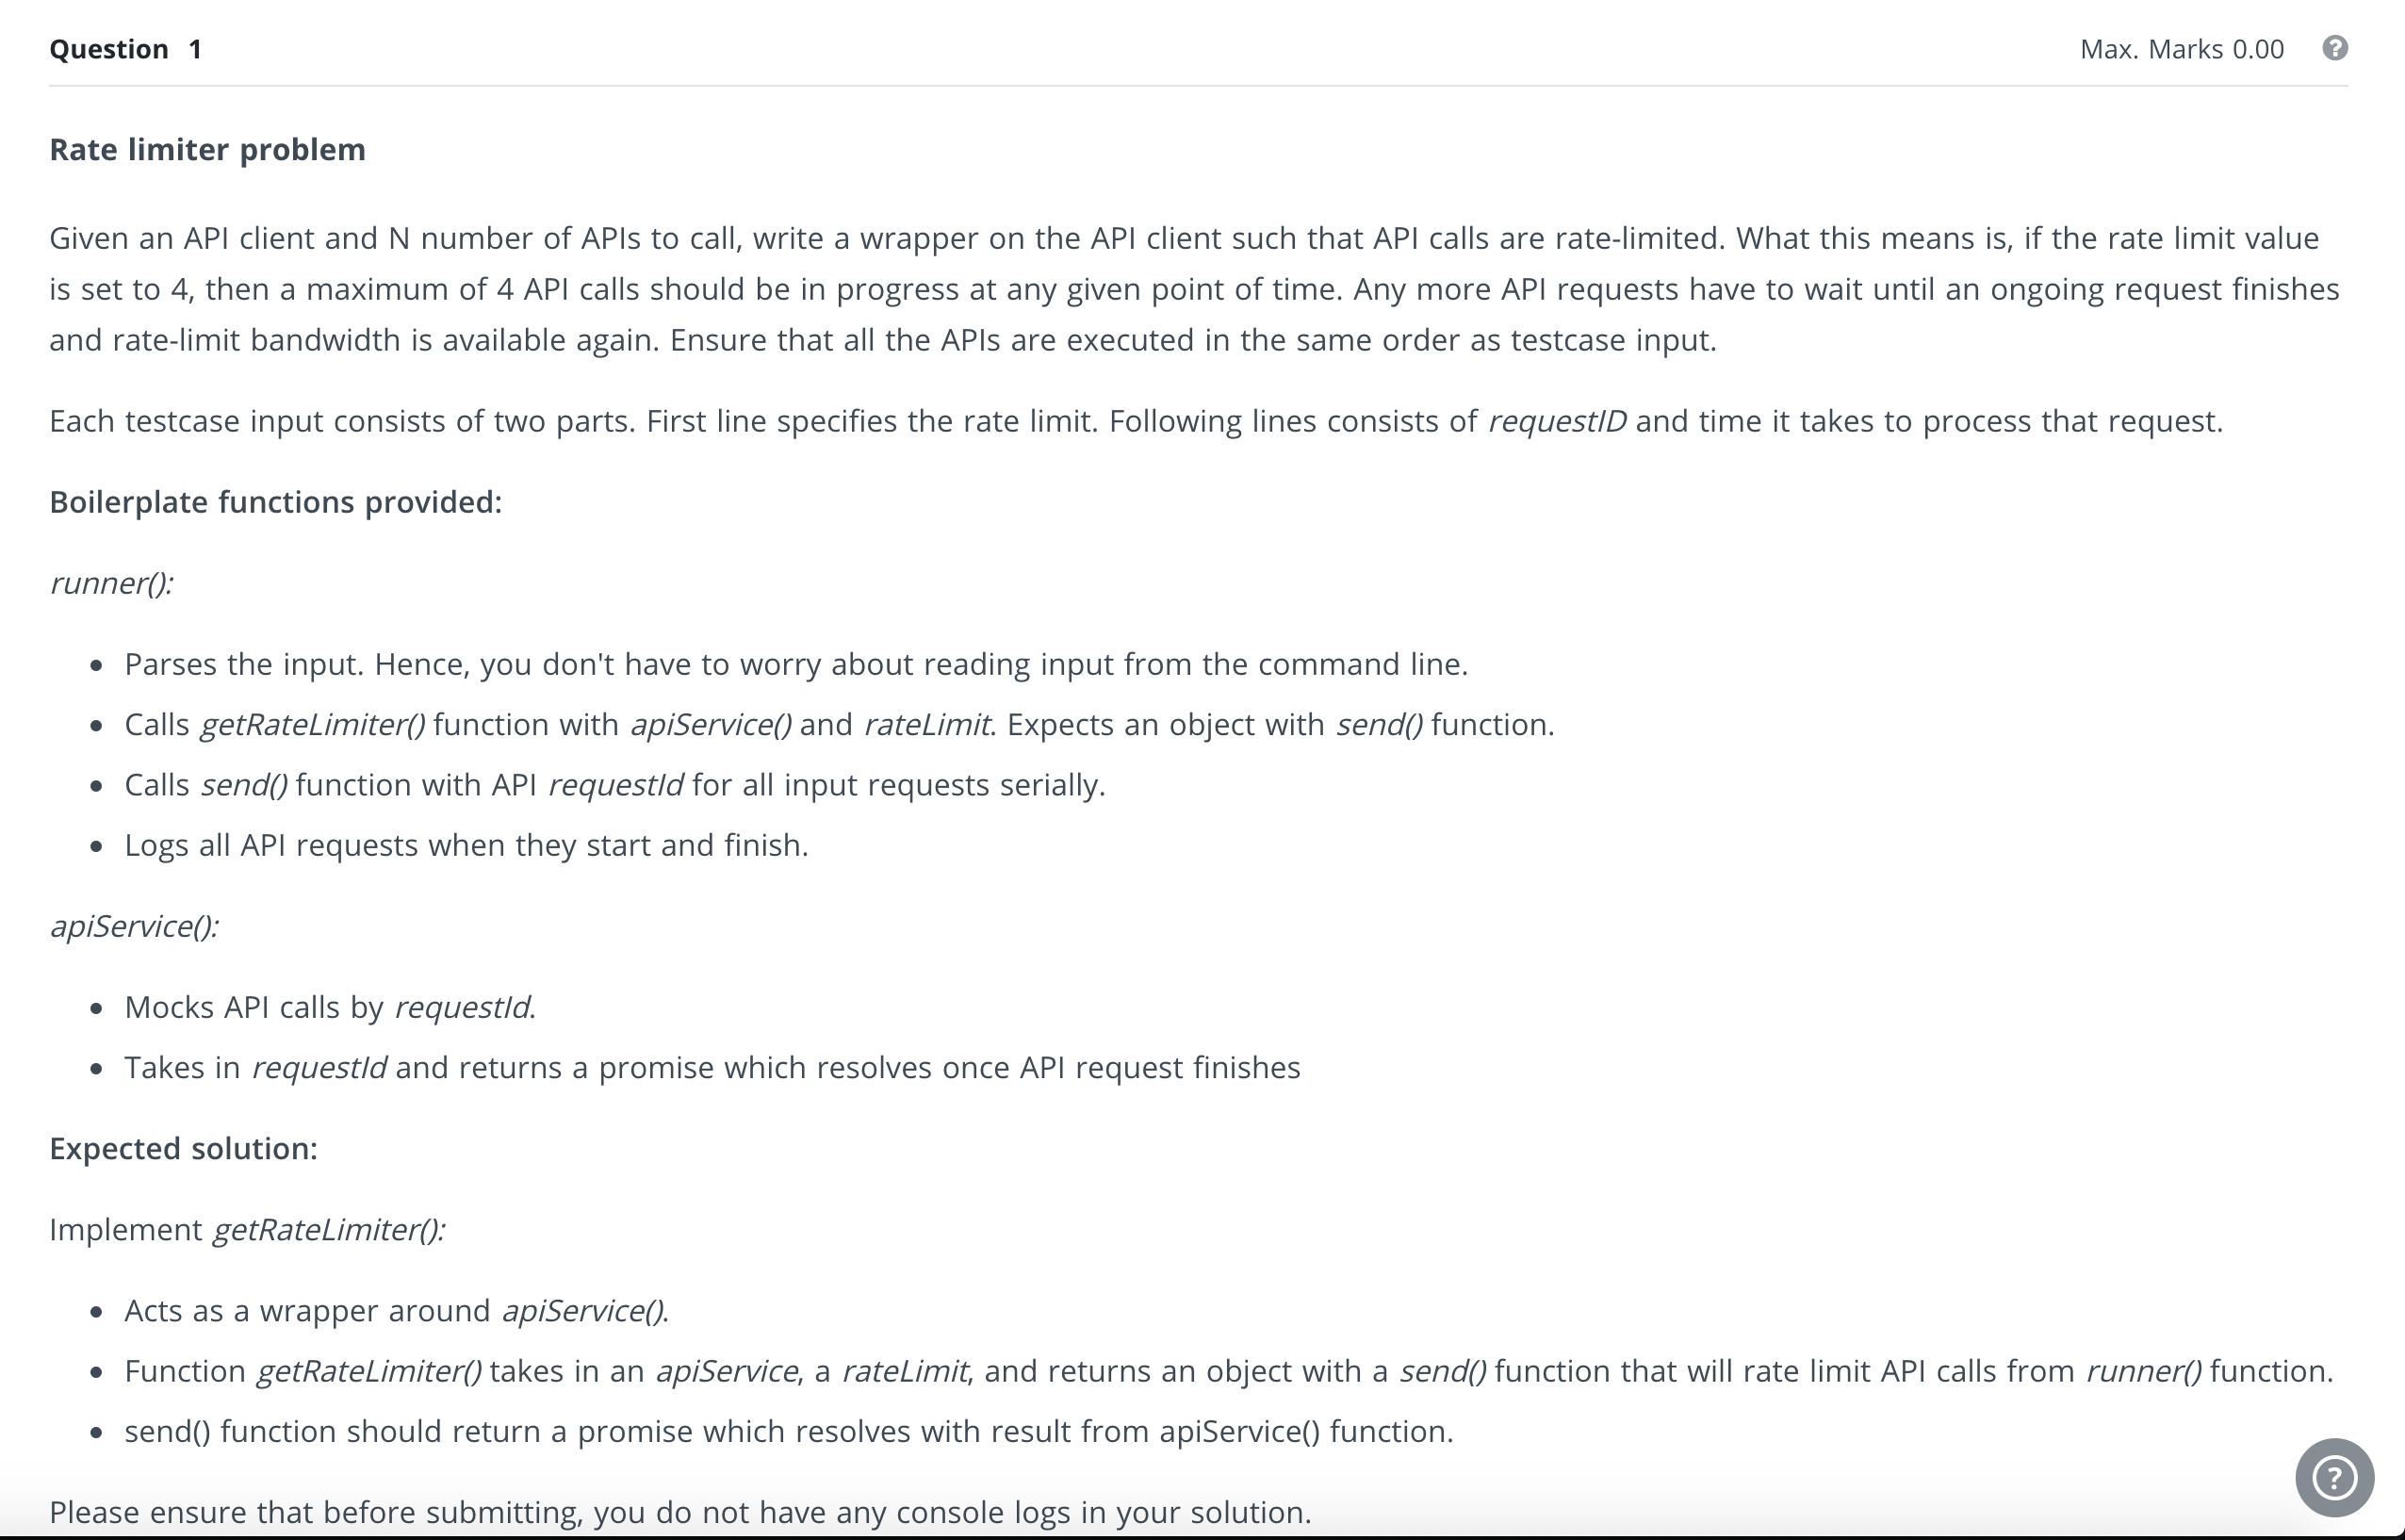 Question 1
Max. Marks 0.00
?
Rate limiter problem
Given an API client and N number of APIs to call, write a wrapper on the API client such that API calls are rate-limited. What this means is, if the rate limit value
is set to 4, then a maximum of 4 API calls should be in progress at any given point of time. Any more API requests have to wait until an ongoing request finishes
and rate-limit bandwidth is available again. Ensure that all the APIs are executed in the same order as testcase input.
Each testcase input consists of two parts. First line specifies the rate limit. Following lines consists of requestID and time it takes to process that request.
Boilerplate functions provided:
runner():
• Parses the input. Hence, you don't have to worry about reading input from the command line.
• Calls getRateLimiter() function with apiService() and rateLimit. Expects an object with send() function.
• Calls send() function with API requestId for all input requests serially.
• Logs all API requests when they start and finish.
apiService():
• Mocks API calls by requestId.
• Takes in requestId and returns a promise which resolves once API request finishes
Expected solution:
Implement getRateLimiter():
• Acts as a wrapper around apiService().
• Function getRateLimiter() takes in an apiService, a rateLimit, and returns an object with a send() function that will rate limit API calls from runner() function.
• send() function should return a promise which resolves with result from apiService() function.
?
Please ensure that before submitting, you do not have any console logs in your solution.